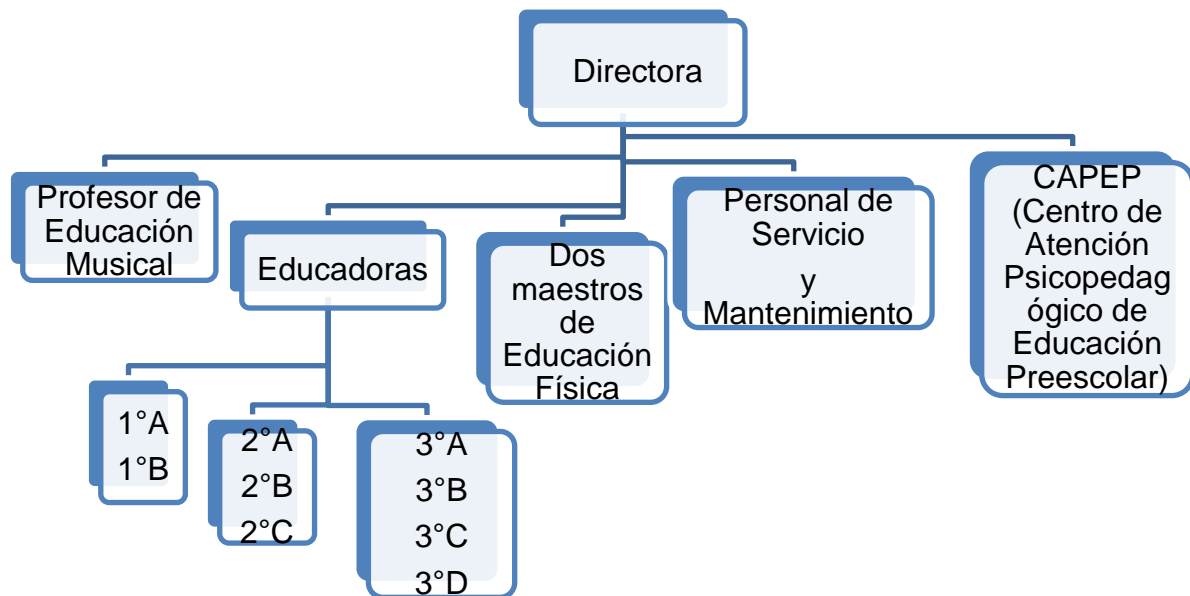 Directora
Profesor de
Educación
Musical
Educadoras
Dos
maestros
de
Educación
Física
Personal de
Servicio
y
Mantenimiento
CAPEP
(Centro de
Atención
Psicopedag
ógico de
Educación
Preescolar)
1°A
1°B
2°A
2°B
2°C
3°A
3°B
3°C
3°D